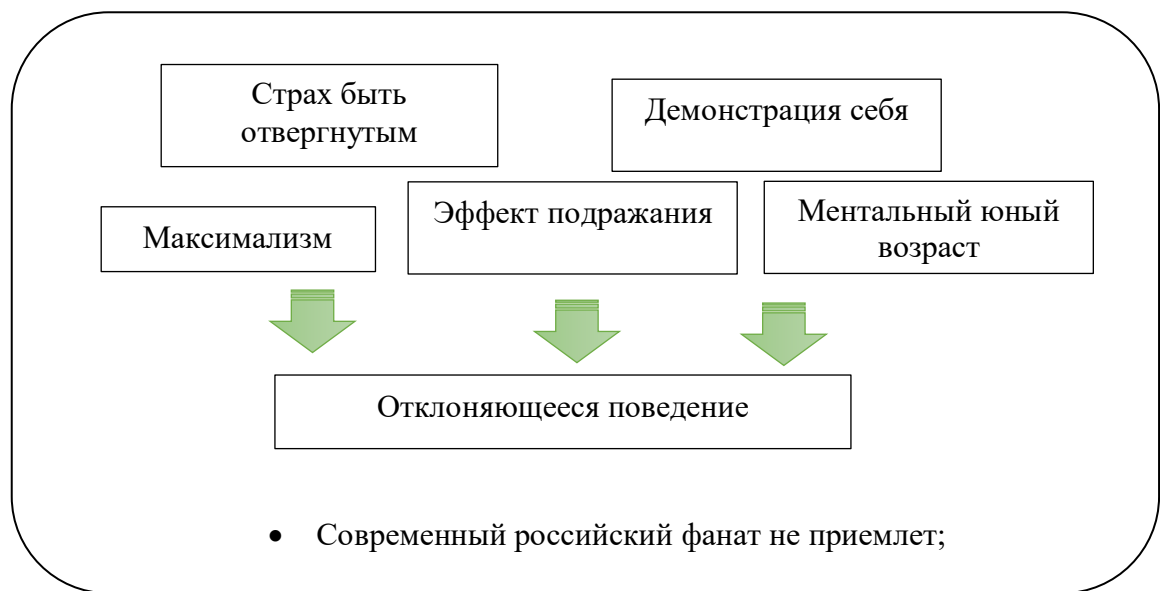 Страх быть
отвергнутым
Демонстрация себя
Максимализм
Эффект подражания
Ментальный юный
возраст
Отклоняющееся поведение
• Современный российский фанат не приемлет;